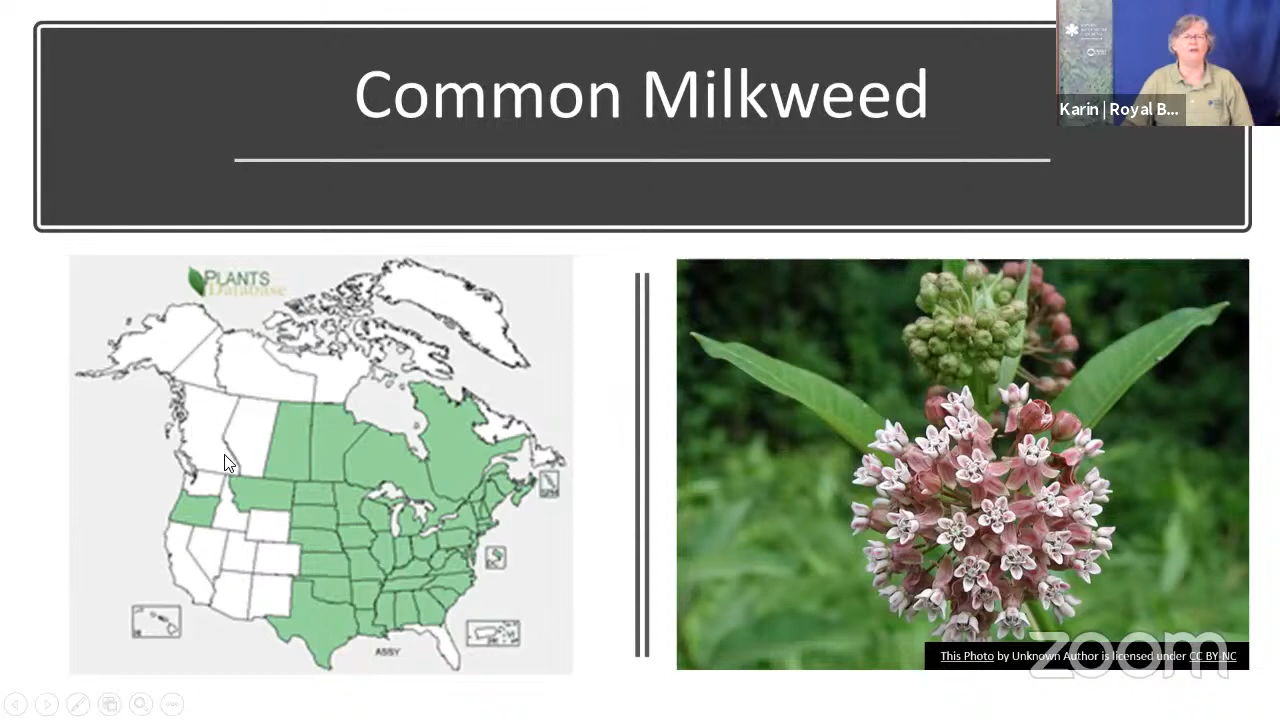 Common Milkweed
Karin | Royal B...
PLANTS
Database
ASSY
This Photo by Unknown Author is licensed under CC BY-NC
zoom